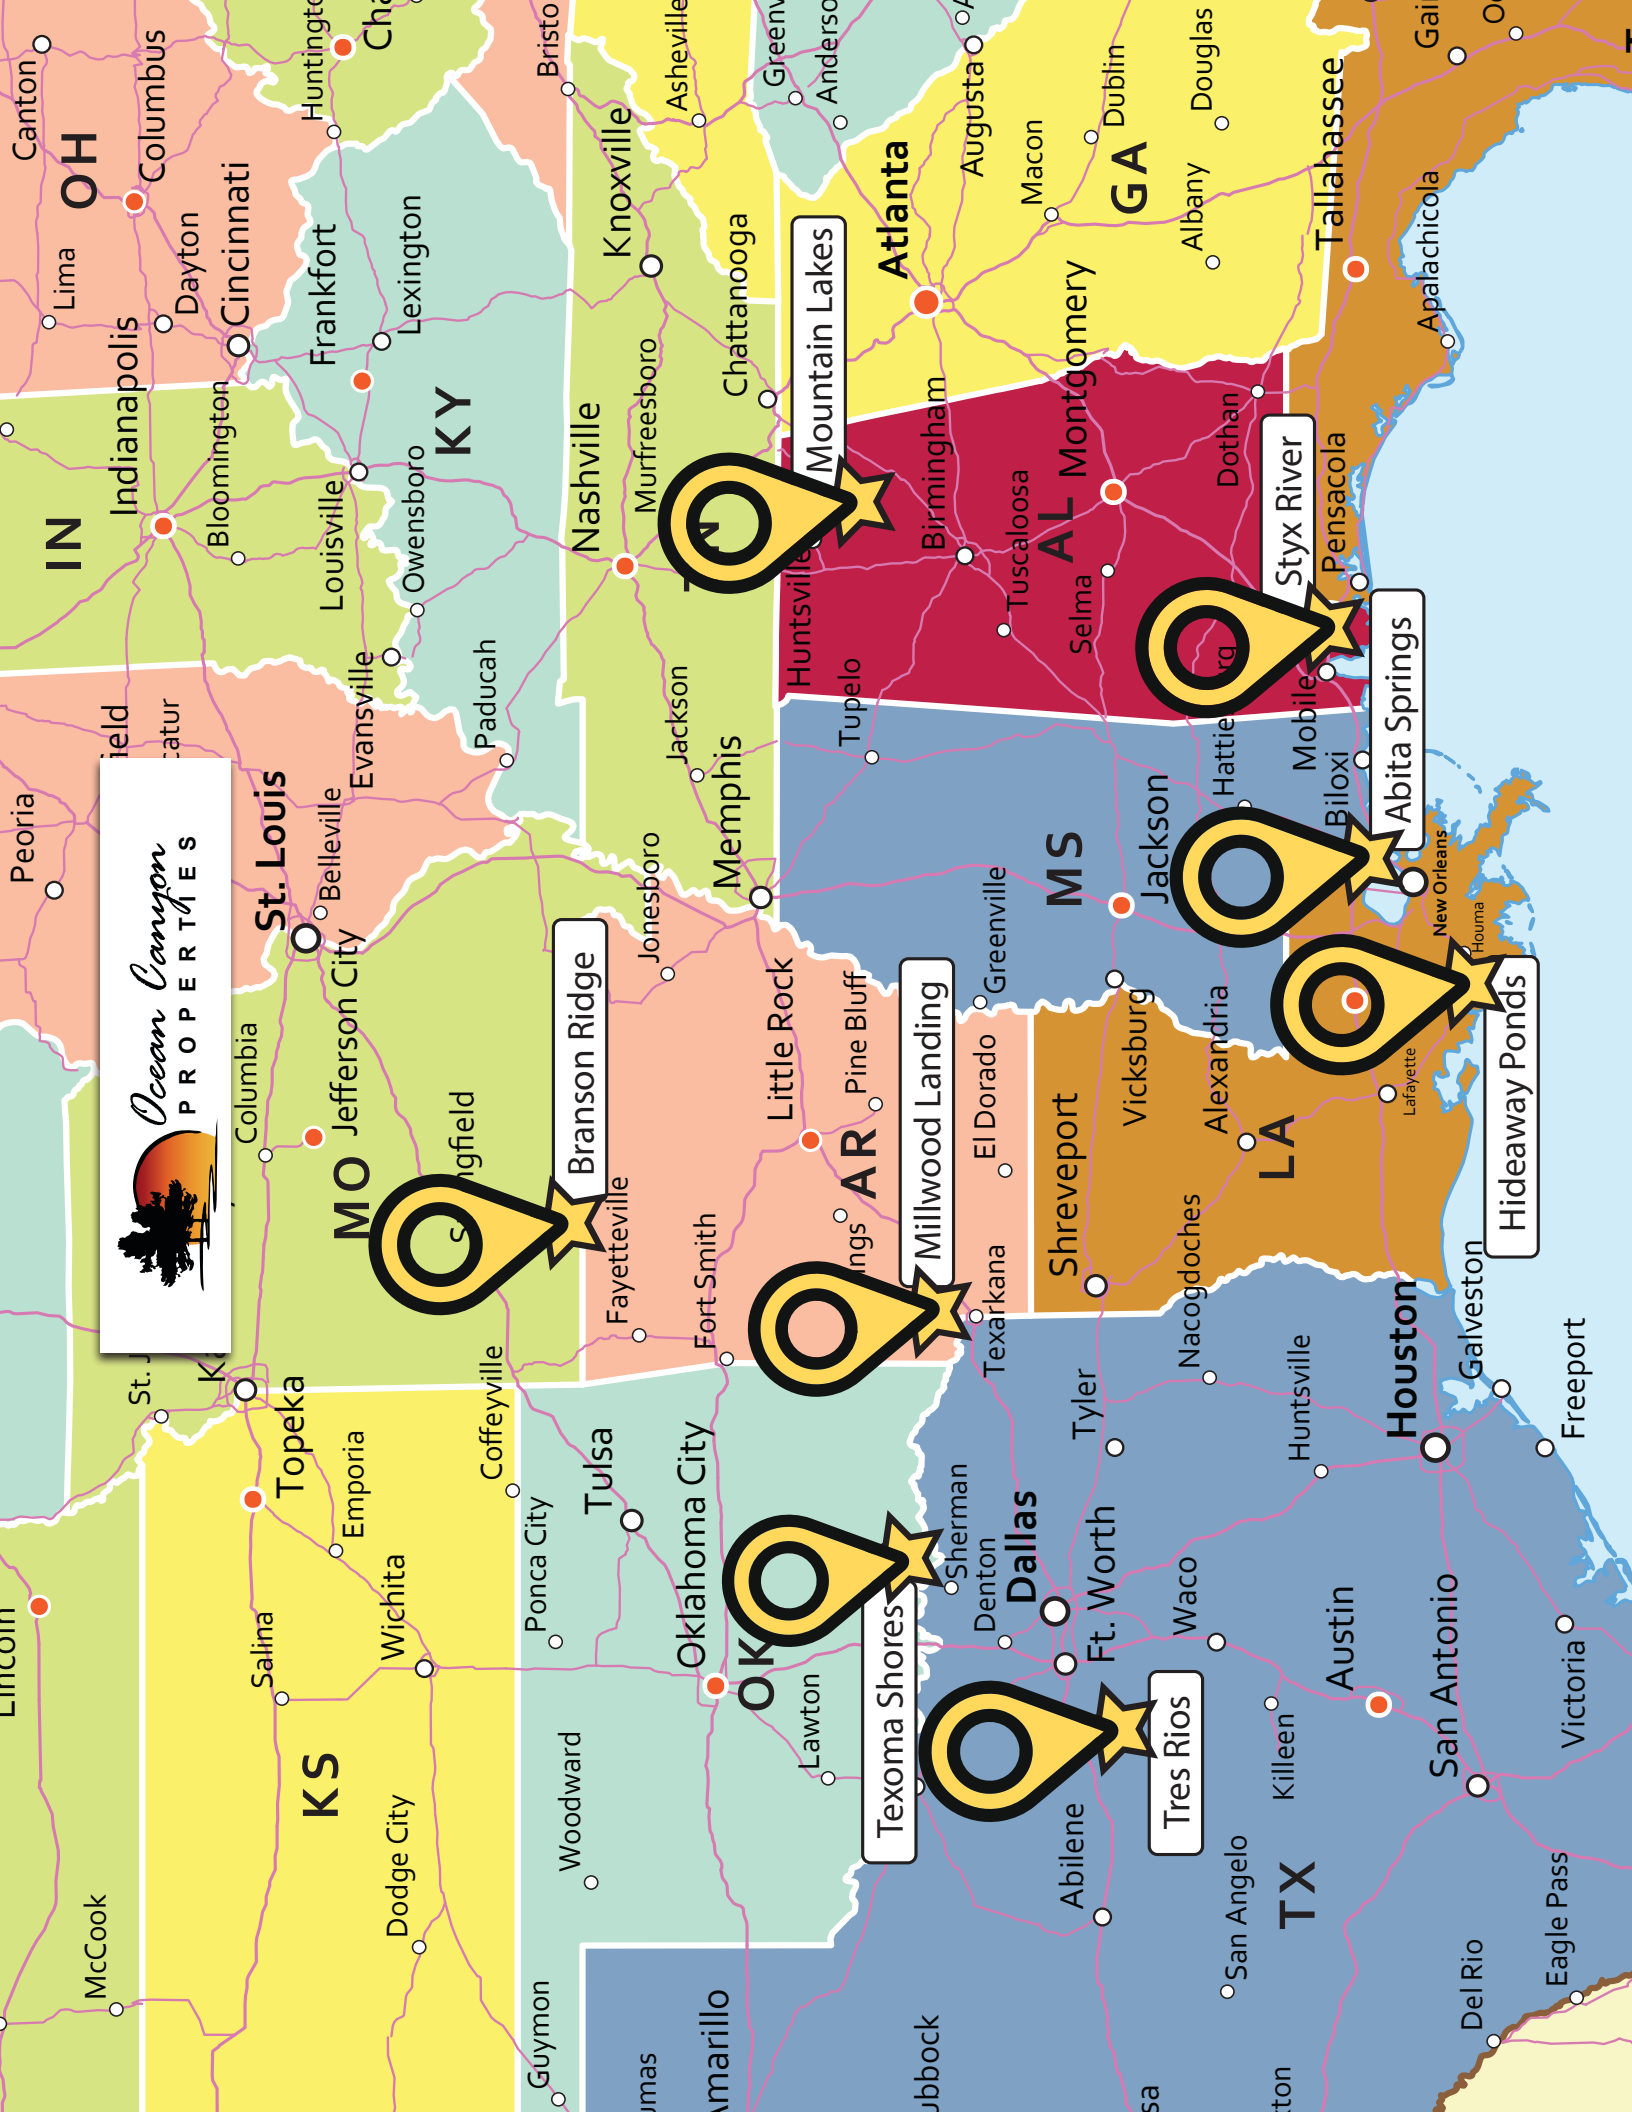 Ocean Canyon
PROPERTIES
Lincoln
McCook
Topeka
Salina
Emporia
KS
Wichita
Dodge City
Coffeyville
Columbia
Jefferson City
MO
Branson Ridge
St. Louis
Belleville
Peoria
IN
Indianapolis
Bloomington
Evansville
OH
Canton
Columbus
Lima
Dayton
Cincinnati
Frankfort
Lexington
Louisville
Owensboro
KY
Paducah
Nashville
Murfreesboro
Knoxville
Chattanooga
Jackson
Memphis
Asheville
Mountain Lakes
Guymon
Woodward
Ponca City
Tulsa
Oklahoma City
OK
Lawton
Texoma Shores
Fayetteville
Fort Smith
Jonesboro
Little Rock
Pine Bluff
AR
Millwood Landing
El Dorado
Texarkana
Huntsville
Tupelo
Birmingham
Tuscaloosa
AL
Selma
Montgomery
Dothan
Mobile
Styx River
Atlanta
Augusta
Macon
Dublin
GA
Albany
Douglas
Tallahassee
Apalachicola
Pensacola
Greenville
MS
Jackson
Vicksburg
Biloxi
Abita Springs
New Orleans
Houma
Hideaway Ponds
Lafayette
Alexandria
LA
Shreveport
Amarillo
Sherman
Denton
Dallas
Ft. Worth
Tres Rios
Abilene
Tyler
Nacogdoches
Waco
Huntsville
Killeen
San Angelo
TX
Austin
Houston
Galveston
Freeport
San Antonio
Victoria
Del Rio
Eagle Pass